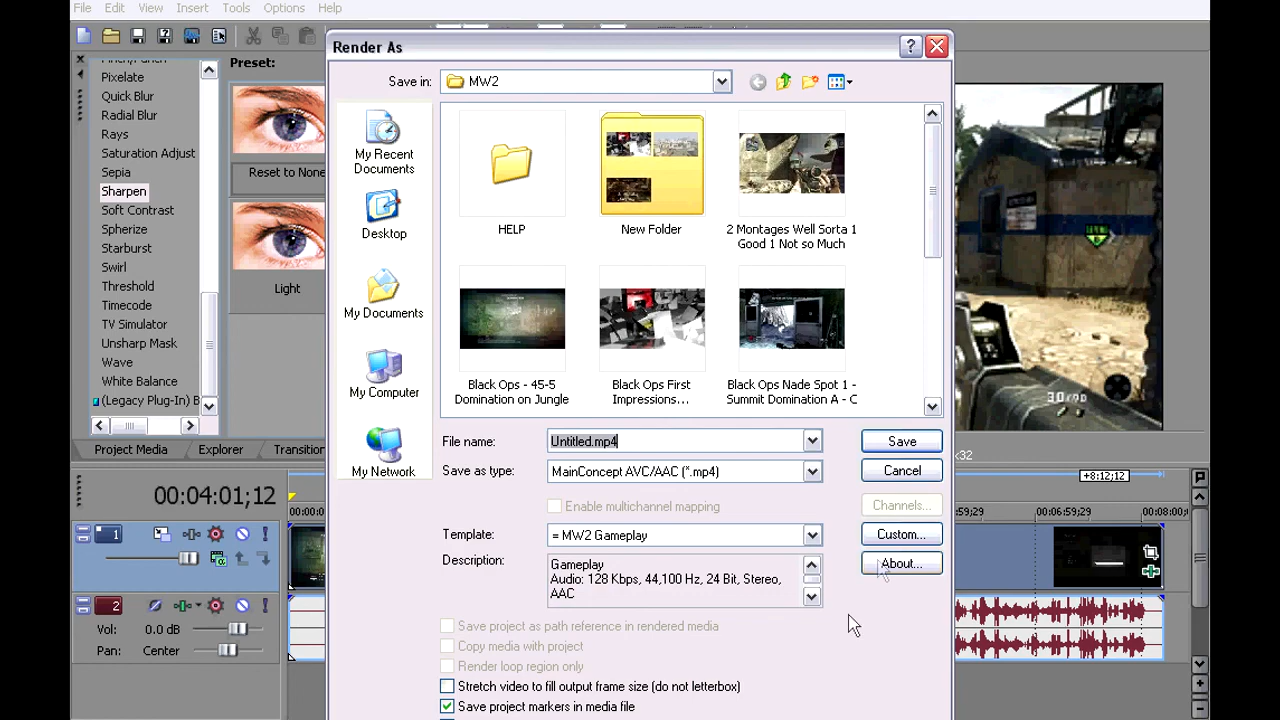 File Edit View Insert Tools Options Help
Render As
Preset:
Save in: MW2
Pixelate
Quick Blur
Radial Blur
Rays
Saturation Adjust
Sepia
Sharpen
Soft Contrast
Spherize
Starburst
Swirl
Threshold
Timecode
TV Simulator
Unsharp Mask
Wave
White Balance
(Legacy Plug-In) B
Reset to None
Light
My Recent
Documents
Desktop
My Documents
My Computer
My Network
HELP
New Folder
2 Montages Well Sorta 1
Good 1 Not so Much
Black Ops - 45-5
Domination on Jungle
Black Ops First
Impressions...
Black Ops Nade Spot 1 -
Summit Domination A - C
File name: Untitled.mp4 Save
Save as type: MainConcept AVC/AAC (*.mp4) Cancel
Enable multichannel mapping Channels...
Template: = MW2 Gameplay Custom...
Description: Gameplay About...
Audio: 128 Kbps, 44,100 Hz, 24 Bit, Stereo,
AAC
Save project as path reference in rendered media
Copy media with project
Render loop region only
Stretch video to fill output frame size (do not letterbox)
Save project markers in media file
Project Media Explorer Transition
x32
00:04:01;12
+8:12;12
00:00:0
:59;29 00:06:59;29 00:08:00;
1
2
Vol: 0.0 dB
Pan: Center